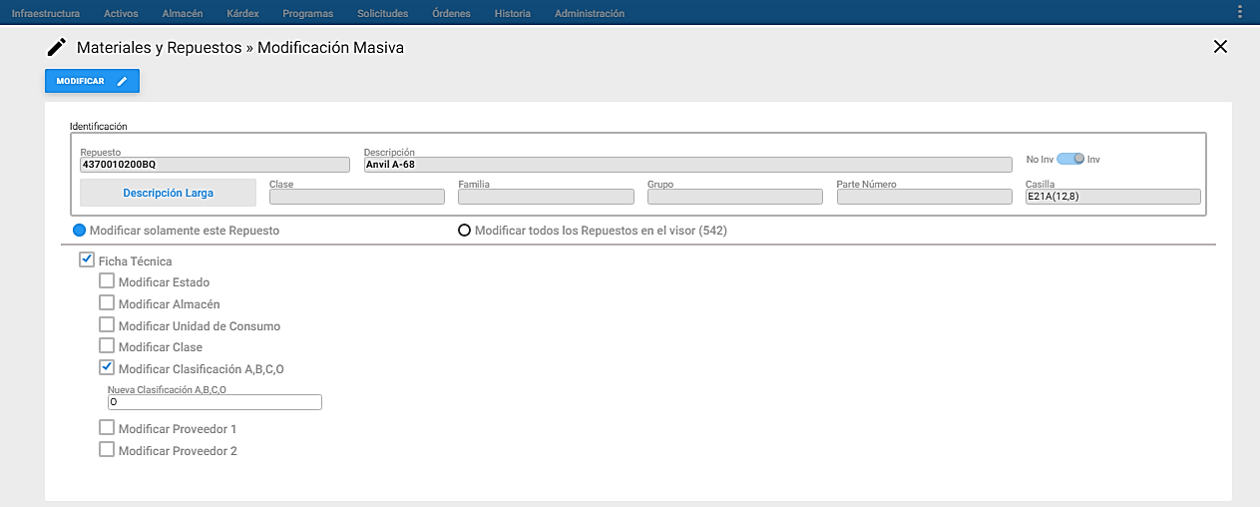 Infraestructura Activos Almacén Kárdex Programas Solicitudes Órdenes Historia Administración
Materiales y Repuestos » Modificación Masiva
MODIFICAR
Identificación
Repuesto Descripción
4370010200BQ Anvil A-68 No Inv Inv
Descripción Larga Clase Familia Grupo Parte Número Casilla
E21A(12,8)
Modificar solamente este Repuesto Modificar todos los Repuestos en el visor (542)
Ficha Técnica
Modificar Estado
Modificar Almacén
Modificar Unidad de Consumo
Modificar Clase
Modificar Clasificación A,B,C,O
Nueva Clasificación A,B,C,O
O
Modificar Proveedor 1
Modificar Proveedor 2